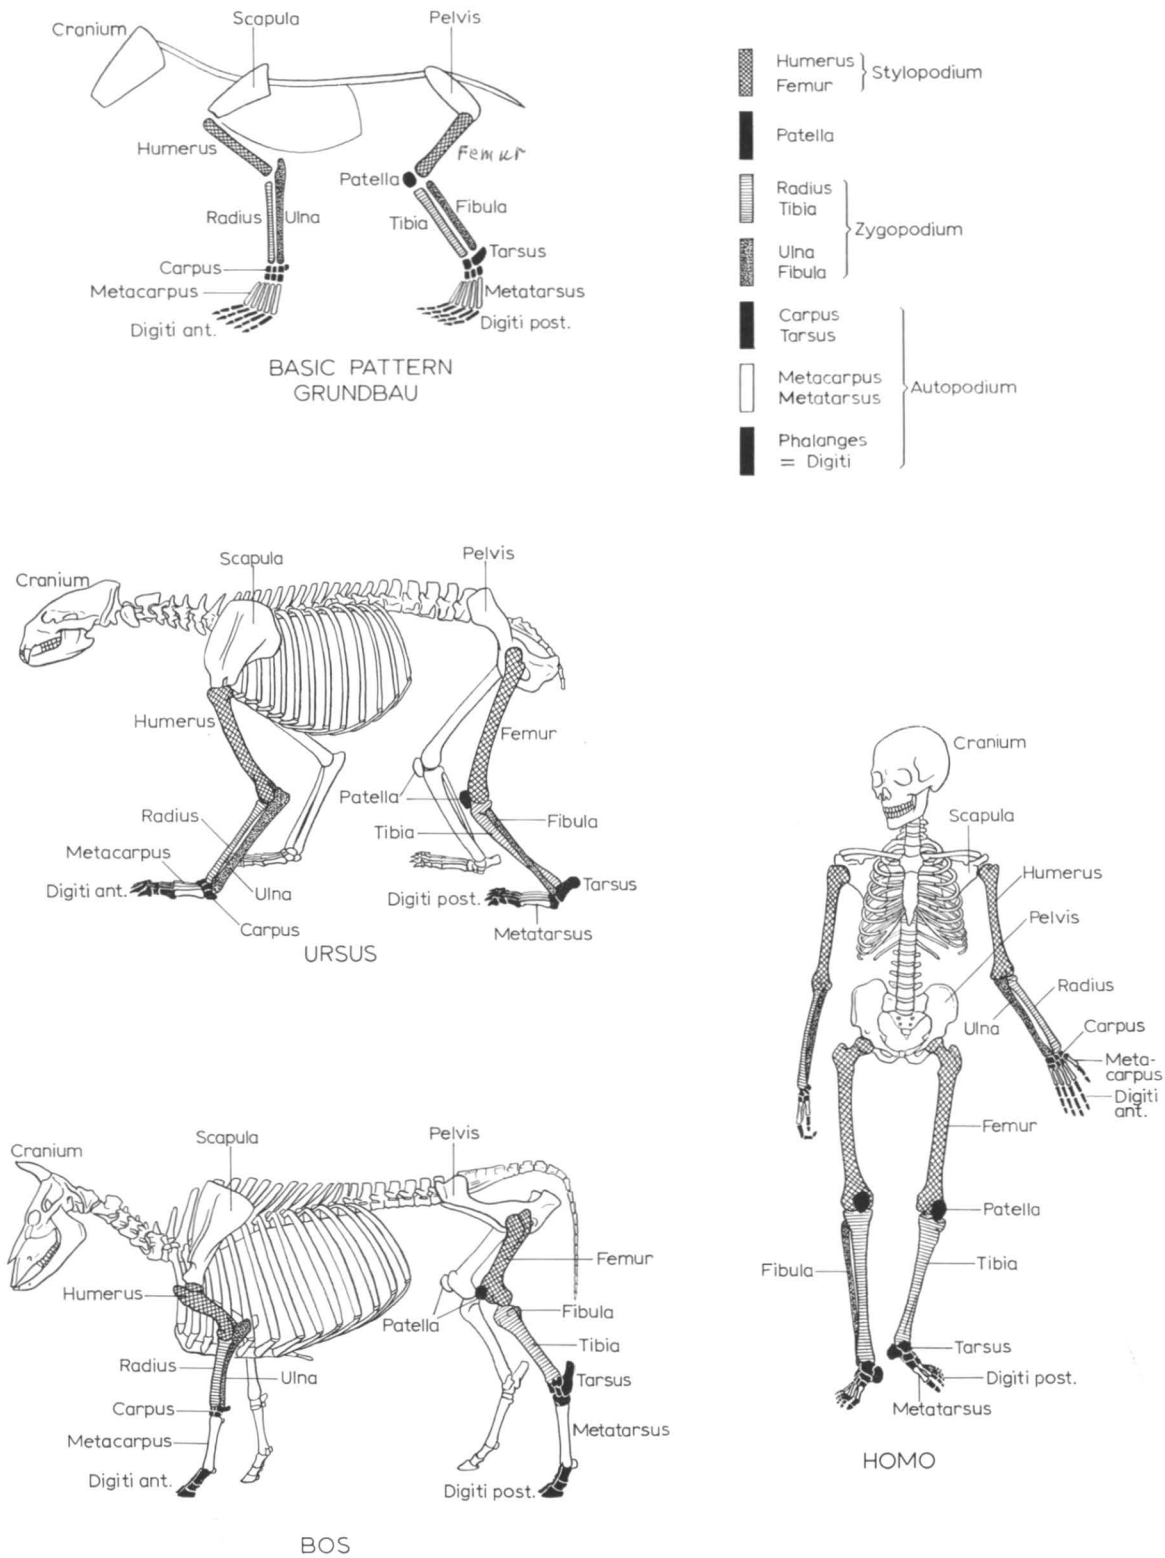 Cranium
Scapula
Pelvis
Humerus
Femur
Patella
Radius
Ulna
Tibia
Fibula
Carpus
Tarsus
Metacarpus
Metatarsus
Digiti ant.
Digiti post.
BASIC PATTERN
GRUNDBAU
Humerus
Femur
Stylopodium
Patella
Radius
Tibia
Ulna
Fibula
Zygopodium
Carpus
Tarsus
Metacarpus
Metatarsus
Phalanges
= Digiti
Autopodium
Cranium
Scapula
Pelvis
Humerus
Femur
Patella
Radius
Tibia
Fibula
Metacarpus
Digiti ant.
Ulna
Carpus
Digiti post.
Tarsus
Metatarsus
URSUS
Cranium
Scapula
Humerus
Pelvis
Radius
Ulna
Carpus
Meta-
carpus
Digiti
ant.
Femur
Patella
Fibula
Tibia
Tarsus
Digiti post.
Metatarsus
HOMO
Cranium
Scapula
Pelvis
Humerus
Femur
Patella
Fibula
Tibia
Radius
Ulna
Tarsus
Carpus
Metacarpus
Metatarsus
Digiti ant.
Digiti post.
BOS